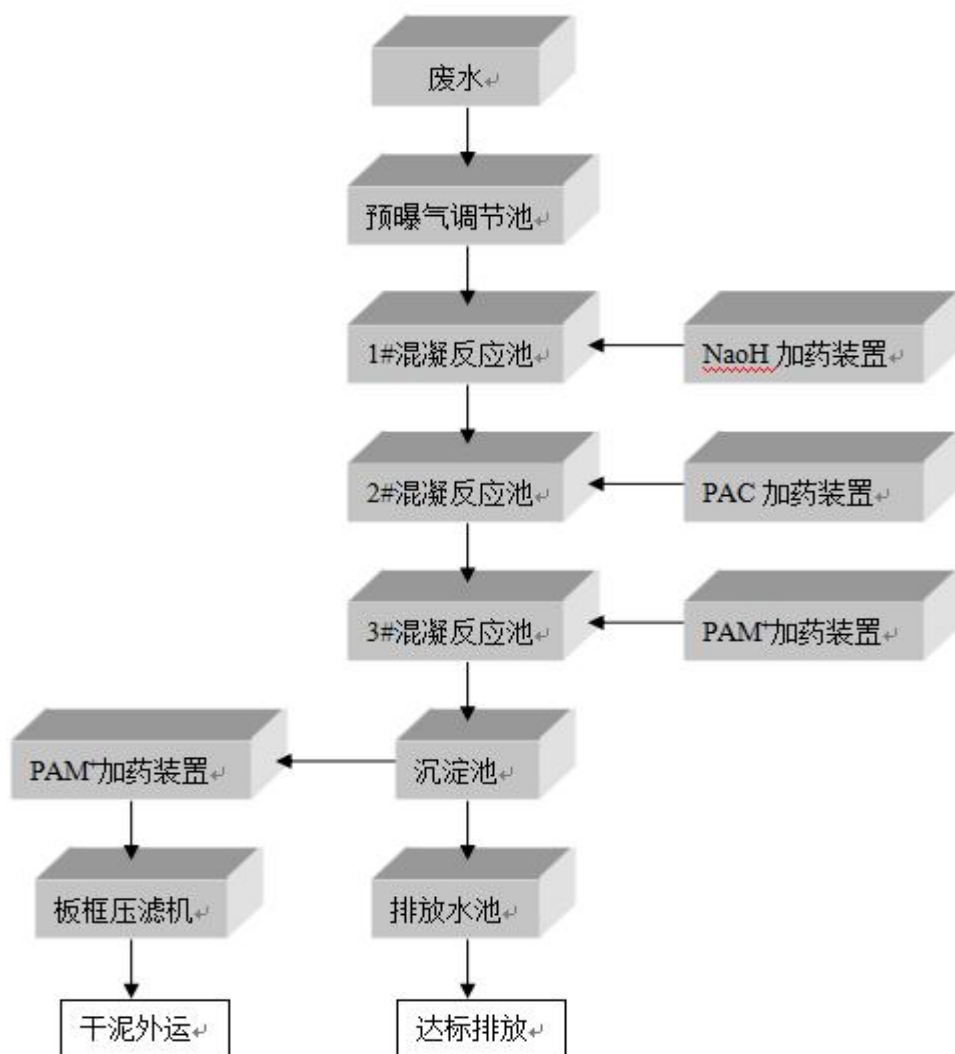 废水
预曝气调节池
1#混凝反应池
NaoH 加药装置
2#混凝反应池
PAC 加药装置
3#混凝反应池
PAM⁺加药装置
PAM⁺加药装置
沉淀池
板框压滤机
排放水池
干泥外运
达标排放